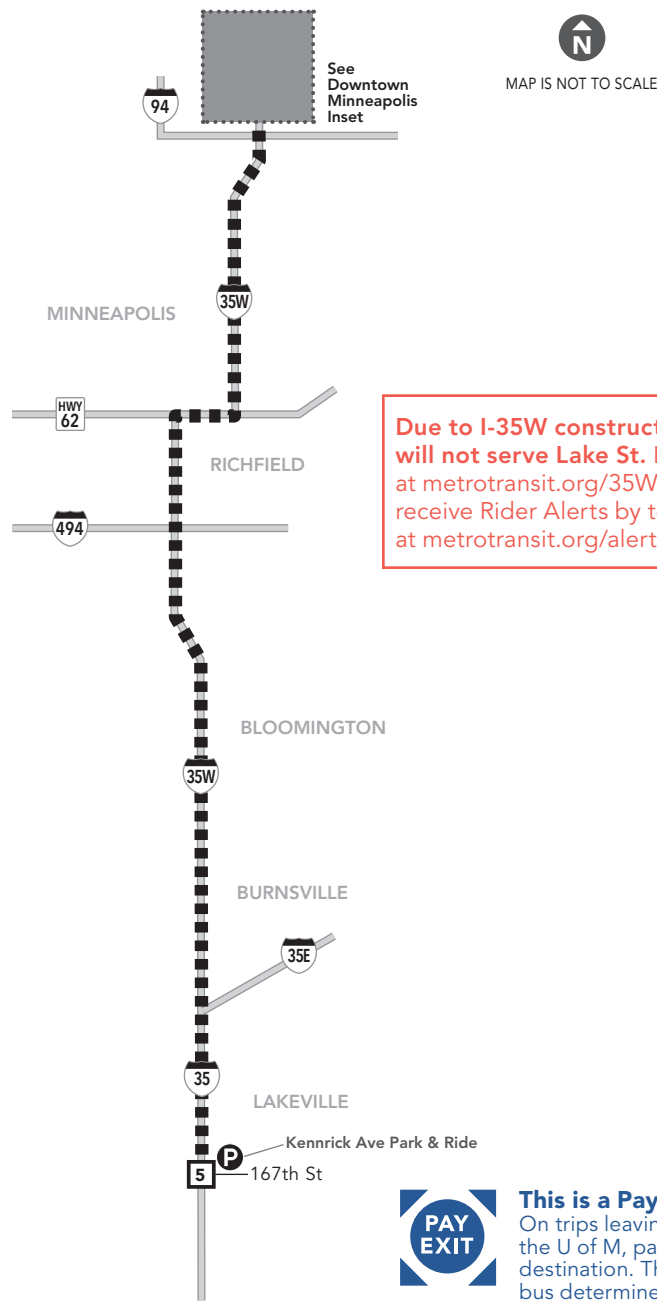 N
MAP IS NOT TO SCALE
See
Downtown
Minneapolis
Inset
94
35W
MINNEAPOLIS
HWY
62
RICHFIELD
Due to I-35W construct
will not serve Lake St.
at metrotransit.org/35W
receive Rider Alerts by t
at metrotransit.org/alert
494
BLOOMINGTON
35W
BURNSVILLE
35E
35
LAKEVILLE
P
Kennrick Ave Park & Ride
5
167th St
PAY
EXIT
This is a Pay
On trips leavin
the U of M, pa
destination. Th
bus determine